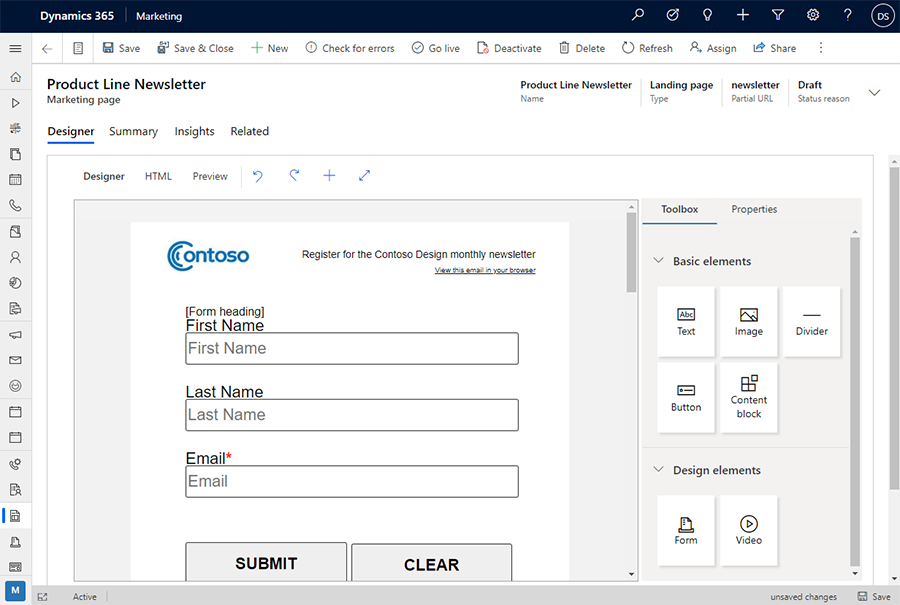 Dynamics 365 Marketing DS
Save Save & Close New Check for errors Go live Deactivate Delete Refresh Assign Share
Product Line Newsletter
Marketing page
Product Line Newsletter Landing page newsletter Draft
Name Type Partial URL Status reason
Designer Summary Insights Related
Designer HTML Preview
Toolbox Properties
Contoso
Register for the Contoso Design monthly newsletter
View this email in your browser
[Form heading]
First Name
First Name
Last Name
Last Name
Email*
Email
SUBMIT CLEAR
Basic elements
Abc
Text Image Divider
Button Content
block
Design elements
Form Video
M
Active unsaved changes Save